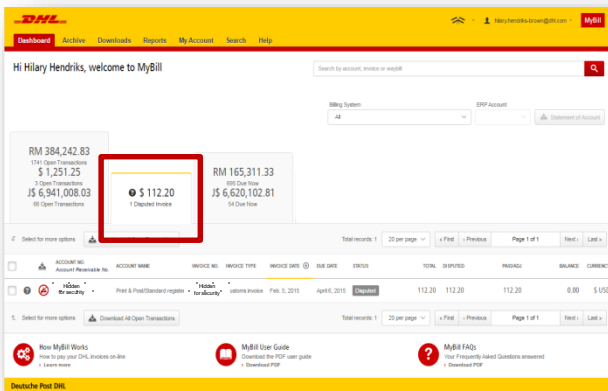 DHL
hilary.hendriks-brown@dhl.com
MyBill
Dashboard Archive Downloads Reports My Account Search Help
Hi Hilary Hendriks, welcome to MyBill
Search by account, invoice or waybill
Billing System
ERP Account
All
Statement of Account
RM 384,242.83
1741 Open Transactions
$ 1,251.25
3 Open Transactions
J$ 6,941,008.03
66 Open Transactions
$ 112.20
1 Disputed Invoice
RM 165,311.33
695 Due Now
J$ 6,620,102.81
54 Due Now
Select for more options
Total records: 1 20 per page « First ‹ Previous Page 1 of 1 Next › Last »
ACCOUNT NO.
Account Receivable No.
ACCOUNT NAME INVOICE NO. INVOICE TYPE INVOICE DATE DUE DATE STATUS TOTAL DISPUTED PAID/ADJ BALANCE CURRENCY
"Hidden for security" Print & Post/Standard register "Hidden for security" customs invoice Feb. 5, 2015 April 6, 2015 Disputed 112.20 112.20 112.20 0.00 $ USD
Select for more options Download All Open Transactions Total records: 1 20 per page « First ‹ Previous Page 1 of 1 Next › Last »
How MyBill Works
How to pay your DHL invoices on-line
› Learn more
MyBill User Guide
Download the PDF user guide
› Download PDF
MyBill FAQs
Your Frequently Asked Questions answered
› Download PDF
Deutsche Post DHL